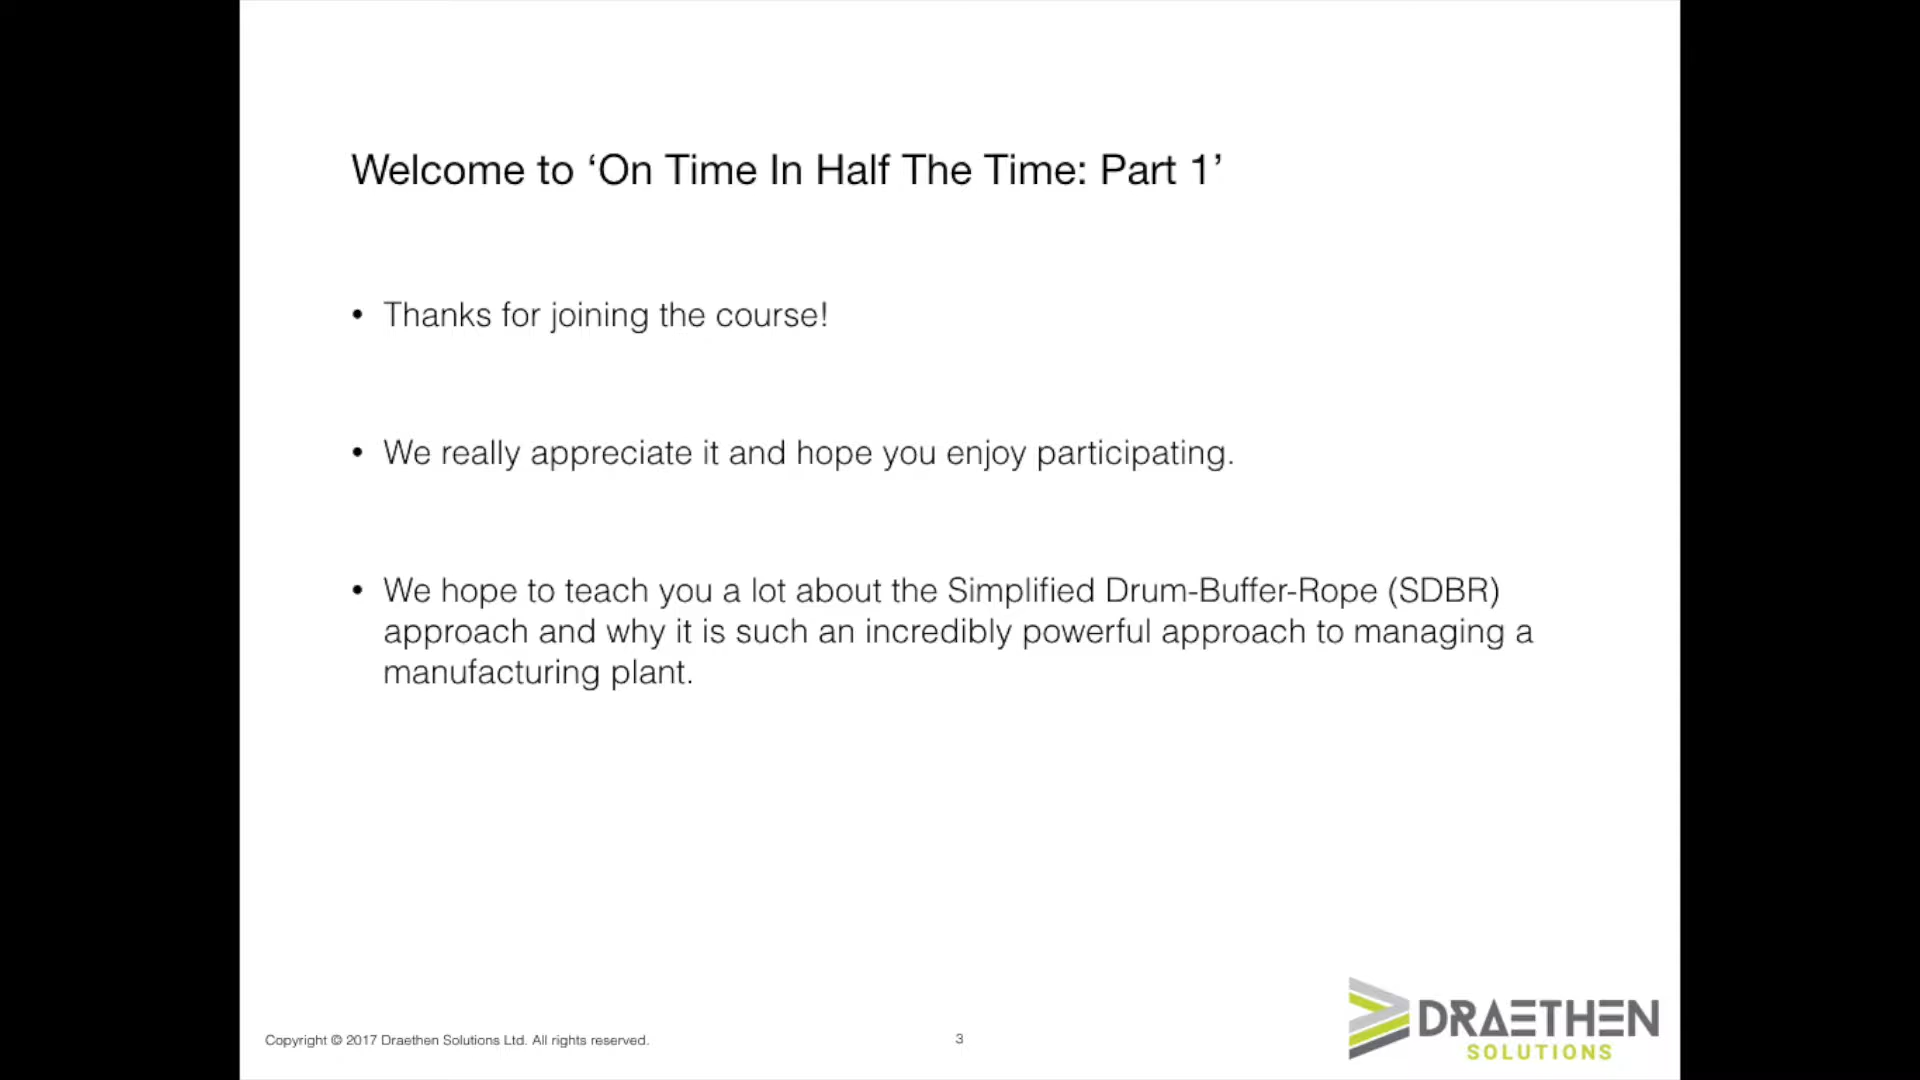 Welcome to ‘On Time In Half The Time: Part 1’
• Thanks for joining the course!
• We really appreciate it and hope you enjoy participating.
• We hope to teach you a lot about the Simplified Drum-Buffer-Rope (SDBR)
approach and why it is such an incredibly powerful approach to managing a
manufacturing plant.
Copyright © 2017 Draethen Solutions Ltd. All rights reserved.
3
DRAETHEN
SOLUTIONS